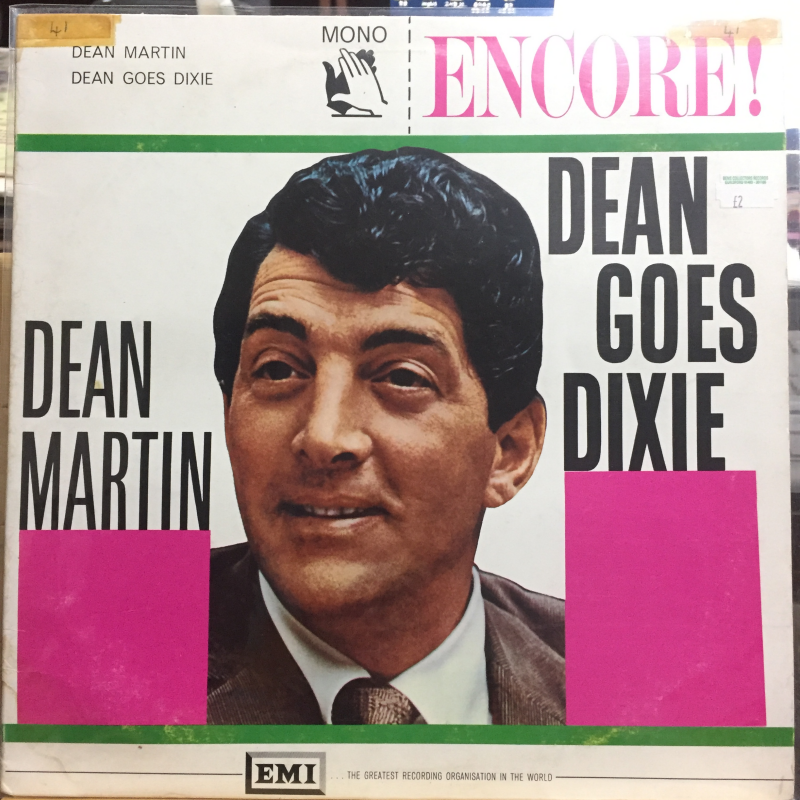 41
41
DEAN MARTIN
DEAN GOES DIXIE
MONO
ENCORE!
DEAN
GOES
DIXIE
£2
DEAN
MARTIN
EMI
...THE GREATEST RECORDING ORGANISATION IN THE WORLD